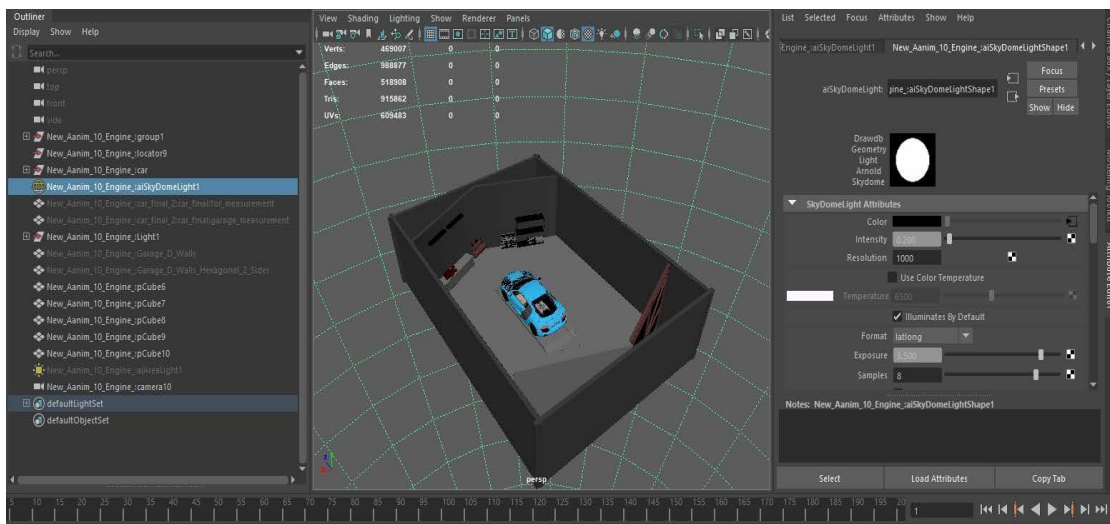 Outliner
Display Show Help
Search...
persp
top
front
side
New_Aanim_10_Engine_:group1
New_Aanim_10_Engine_:locator9
New_Aanim_10_Engine_:car
New_Aanim_10_Engine_:aiSkyDomeLight1
New_Aanim_10_Engine_:car_final_2:car_final:for_measurement
New_Aanim_10_Engine_:car_final_2:car_final:garage_measurement
New_Aanim_10_Engine_:Light1
New_Aanim_10_Engine_:Garage_D_Walls
New_Aanim_10_Engine_:Garage_D_Walls_Hexagonal_2_Sides
New_Aanim_10_Engine_:pCube6
New_Aanim_10_Engine_:pCube7
New_Aanim_10_Engine_:pCube8
New_Aanim_10_Engine_:pCube9
New_Aanim_10_Engine_:pCube10
New_Aanim_10_Engine_:aiAreaLight1
New_Aanim_10_Engine_:camera10
defaultLightSet
defaultObjectSet
View Shading Lighting Show Renderer Panels
Verts: 469007 0 0
Edges: 988877 0 0
Faces: 518908 0 0
Tris: 915862 0 0
UVs: 609483 0 0
persp
List Selected Focus Attributes Show Help
Engine_:aiSkyDomeLight1 New_Aanim_10_Engine_:aiSkyDomeLightShape1
Focus
aiSkyDomeLight: gine_:aiSkyDomeLightShape1 Presets
Show Hide
Drawdb
Geometry
Light
Arnold
Skydome
SkyDomeLight Attributes
Color
Intensity 0.200
Resolution 1000
Use Color Temperature
Temperature 6500
Illuminates By Default
Format latlong
Exposure 3.500
Samples 8
Notes: New_Aanim_10_Engine_:aiSkyDomeLightShape1
Select Load Attributes Copy Tab
5 10 15 20 25 30 35 40 45 50 55 60 65 70 75 80 85 90 95 100 105 110 115 120 125 130 135 140 145 150 155 160 165 170 175 180 185 190 195 20 1